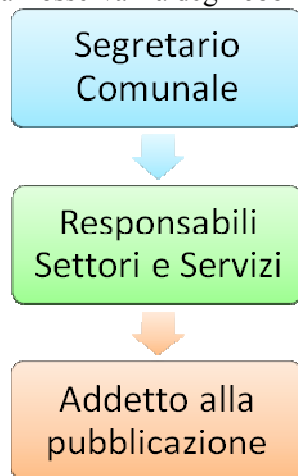 Segretario
Comunale
Responsabili
Settori e Servizi
Addetto alla
pubblicazione